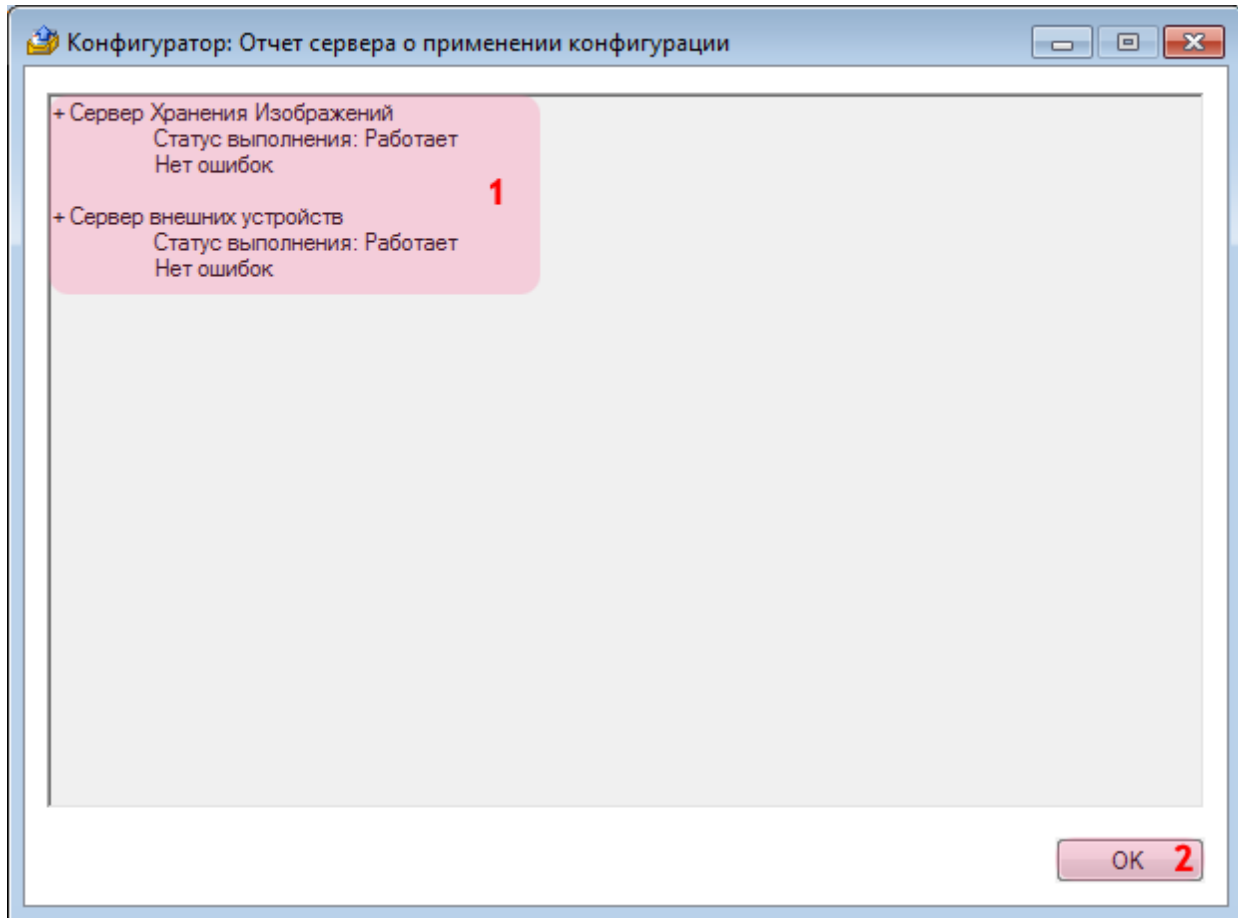 Конфигуратор: Отчет сервера о применении конфигурации
+ Сервер Хранения Изображений
Статус выполнения: Работает
Нет ошибок
1
+ Сервер внешних устройств
Статус выполнения: Работает
Нет ошибок
OK 2